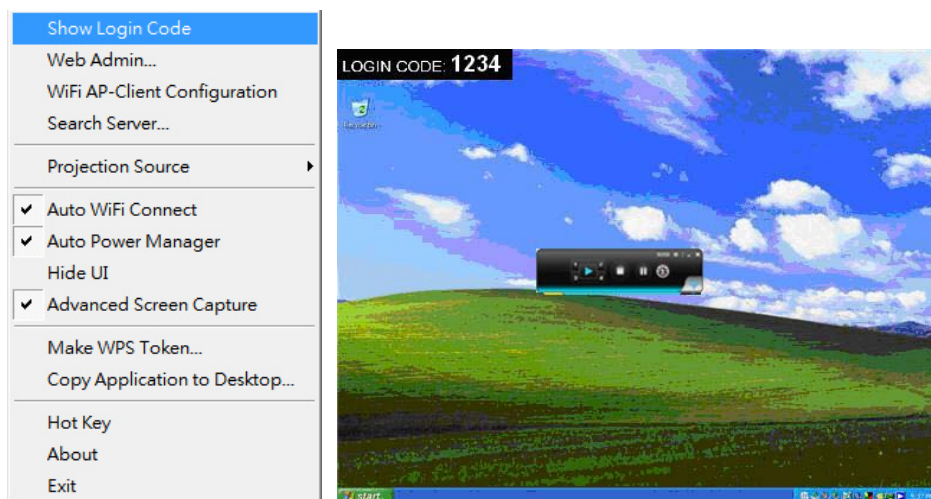 Show Login Code
Web Admin...
WiFi AP-Client Configuration
Search Server...
Projection Source
Auto WiFi Connect
Auto Power Manager
Hide UI
Advanced Screen Capture
Make WPS Token...
Copy Application to Desktop...
Hot Key
About
Exit
LOGIN CODE: 1234
start